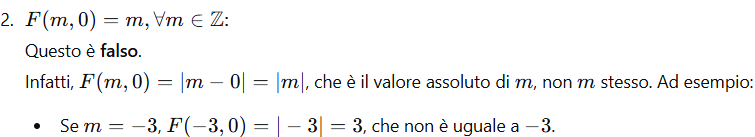 2. F(m, 0) = m, ∀m ∈ ℤ:
Questo è falso.
Infatti, F(m, 0) = |m − 0| = |m|, che è il valore assoluto di m, non m stesso. Ad esempio:
• Se m = −3, F(−3, 0) = | − 3| = 3, che non è uguale a −3.